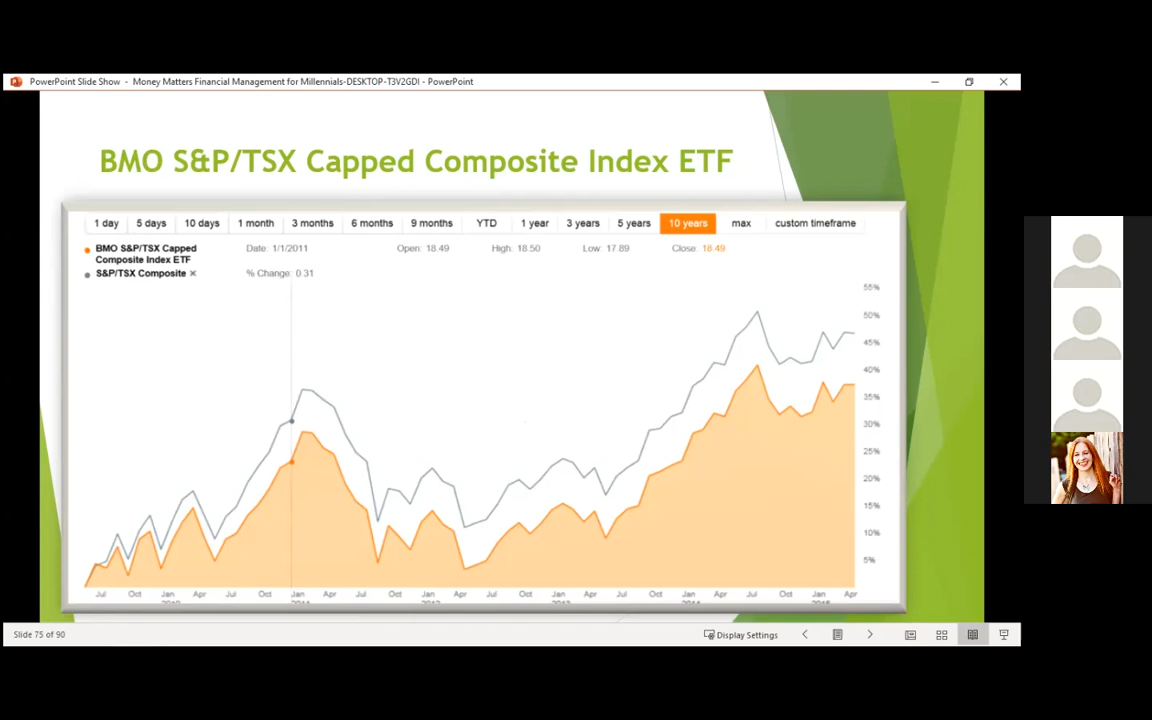 PowerPoint Slide Show - Money Matters Financial Management for Millennials-DESKTOP-T3V2GDI - PowerPoint
BMO S&P/TSX Capped Composite Index ETF
1 day 5 days 10 days 1 month 3 months 6 months 9 months YTD 1 year 3 years 5 years 10 years max custom timeframe
BMO S&P/TSX Capped Date: 1/1/2011 Open: 18.49 High: 18.50 Low: 17.89 Close: 18.49
Composite Index ETF
S&P/TSX Composite × % Change: 0.31
55%
50%
45%
40%
35%
30%
25%
20%
15%
10%
5%
Jul Oct Jan Apr Jul Oct Jan Apr Jul Oct Jan Apr Jul Oct Jan Apr Jul Oct Jan Apr Jul Oct Jan Apr
Slide 75 of 90 Display Settings